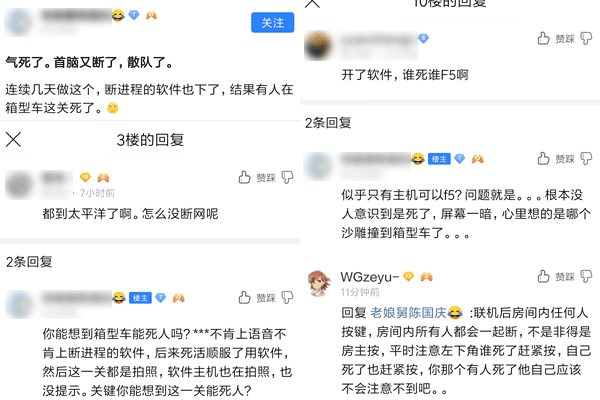 关注
气死了。首脑又断了，散队了。
连续几天做这个，断进程的软件也下了，结果有人在
箱型车这关死了。
3楼的回复
赞踩
7小时前
都到太平洋了啊。怎么没断网呢
2条回复
楼主
赞踩
你能想到箱型车能死人吗？***不肯上语音不
肯上断进程的软件，后来死活顺服了用软件，
然后这一关都是拍照，软件主机也在拍照，也
没提示。关键你能想到这一关能死人？
10楼的回复
赞踩
开了软件，谁死谁F5啊
2条回复
楼主
赞踩
似乎只有主机可以f5？问题就是。。。根本没
人意识到是死了，屏幕一暗，心里想的是哪个
沙雕撞到箱型车了。。。
WGzeyu-
赞踩
11分钟前
回复 老娘舅陈国庆😂 :联机后房间内任何人
按键，房间内所有人都会一起断，不是非得是
房主按，平时注意左下角谁死了赶紧按，自己
死了也赶紧按，你那个有人死了他自己应该
不会注意不到吧。。